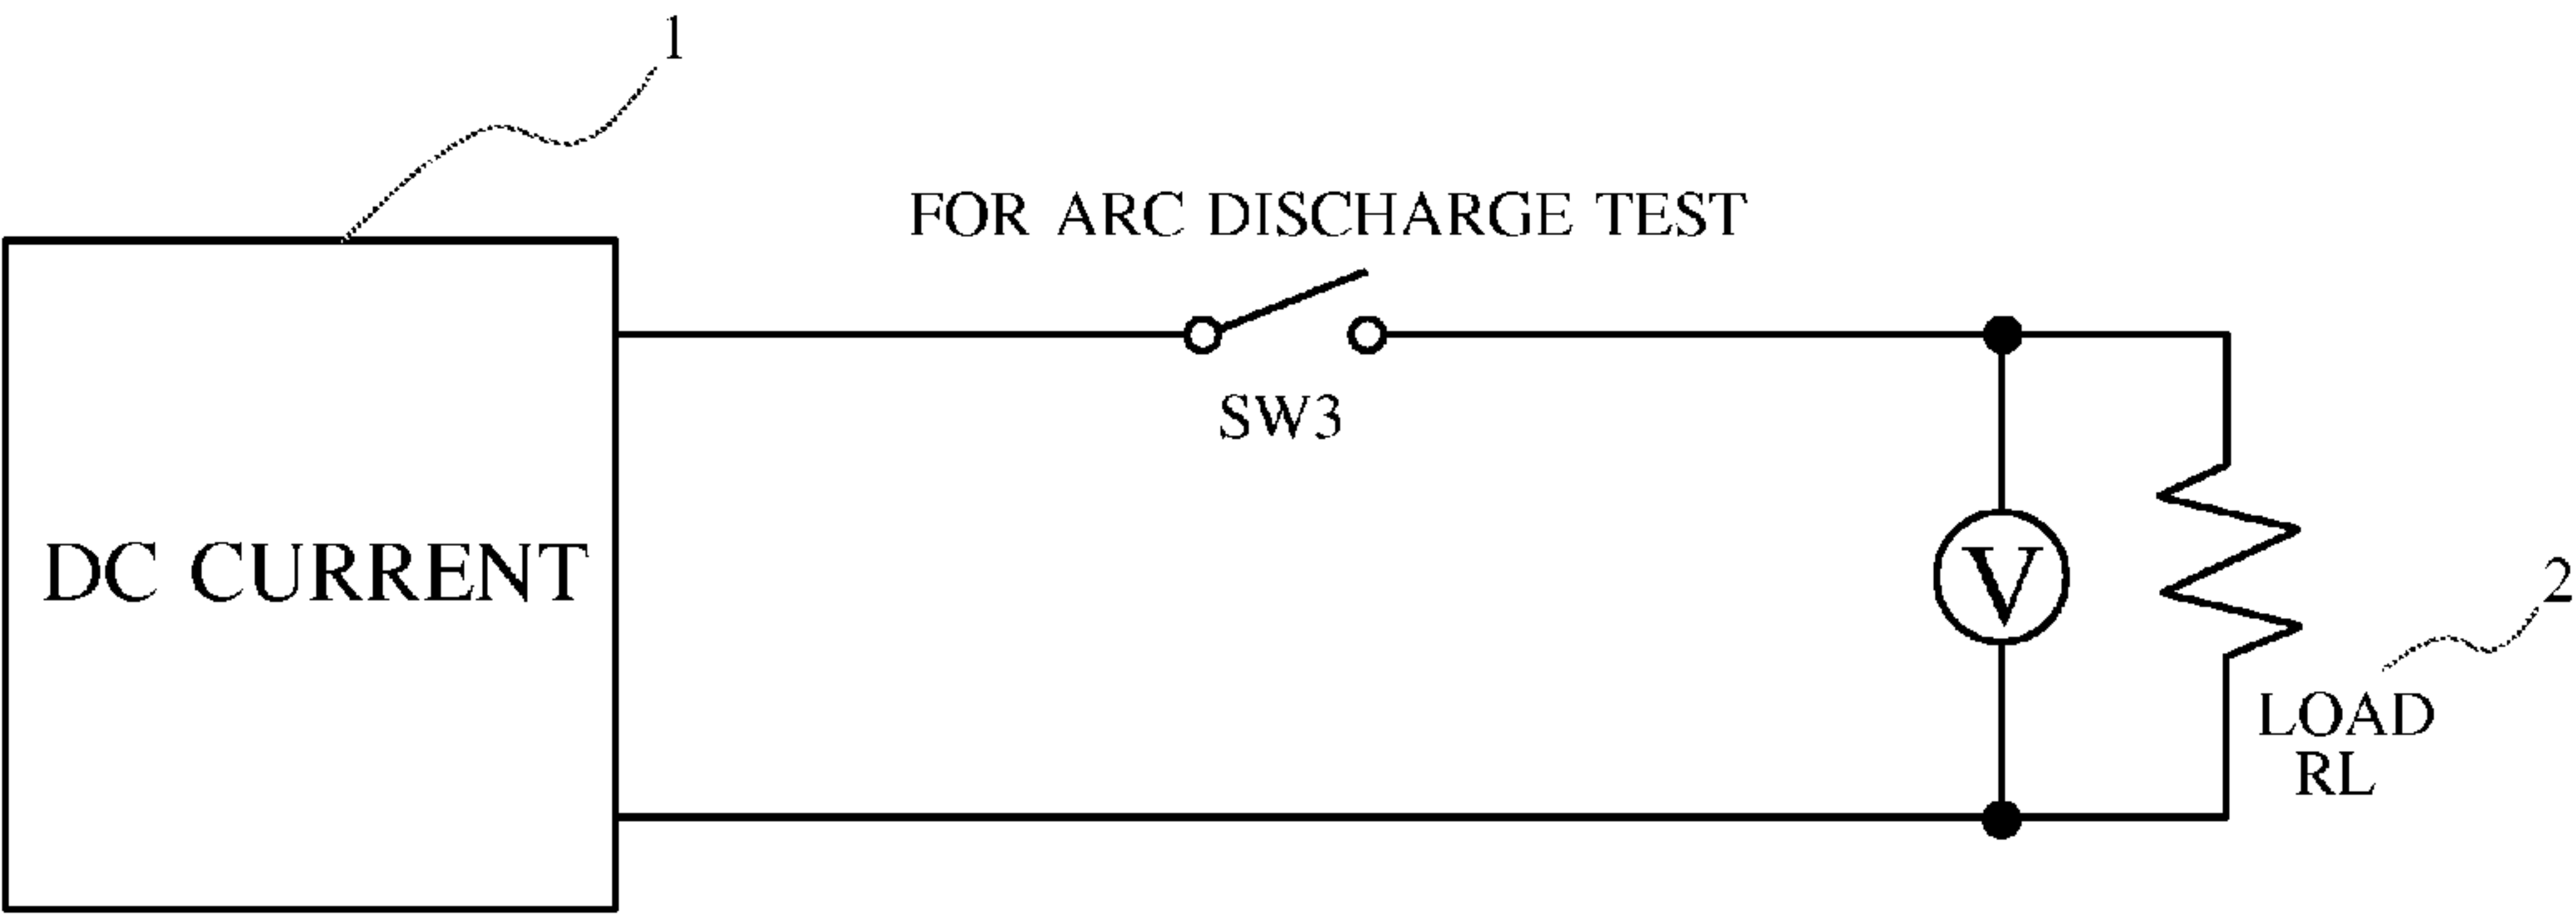 1
FOR ARC DISCHARGE TEST
SW3
DC CURRENT
V
2
LOAD
RL